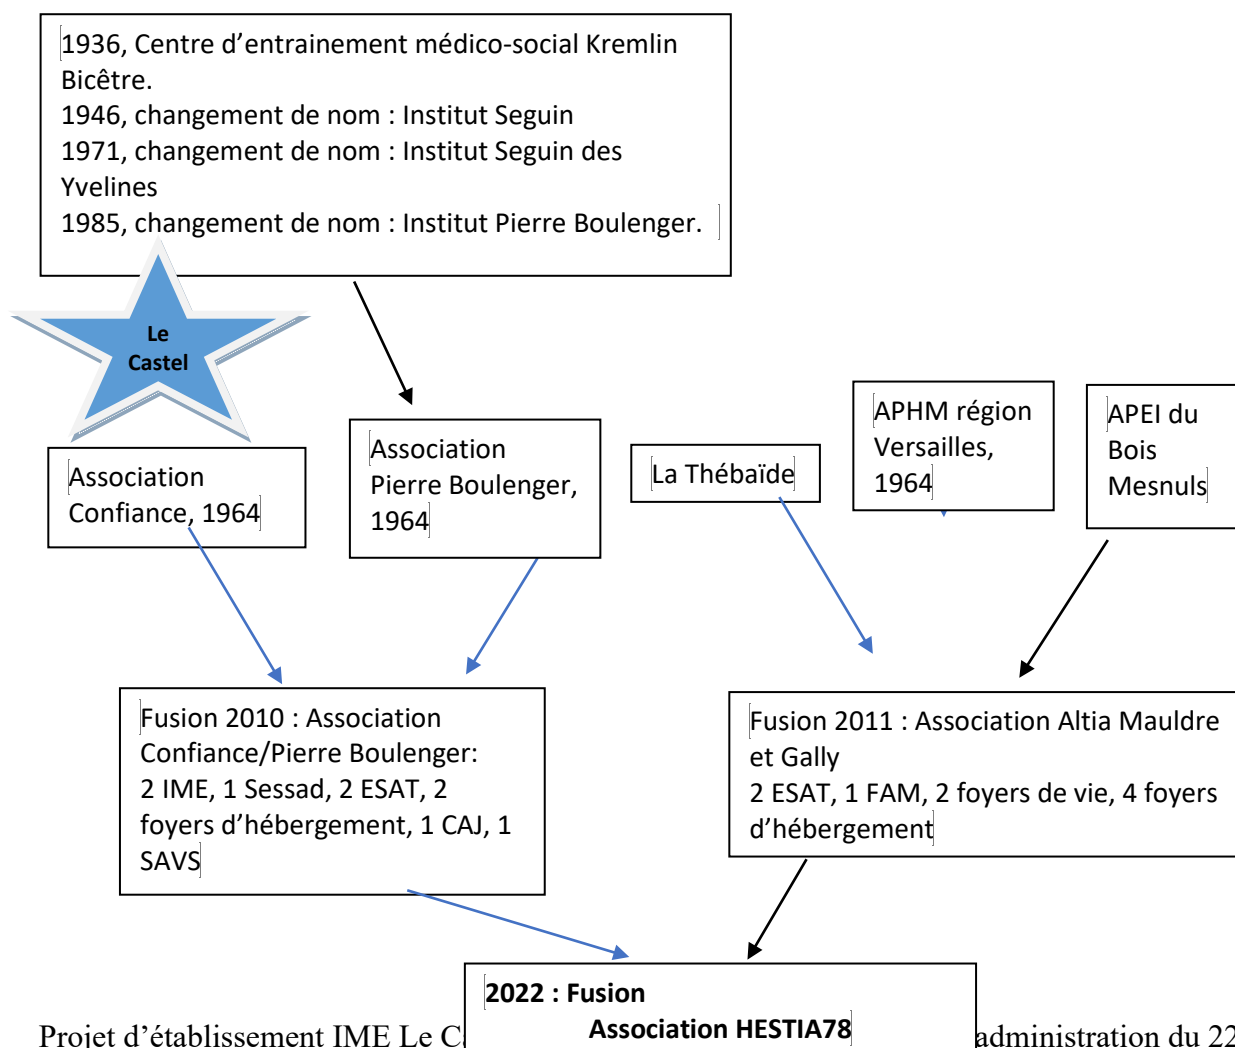 1936, Centre d’entrainement médico-social Kremlin
Bicêtre.
1946, changement de nom : Institut Seguin
1971, changement de nom : Institut Seguin des
Yvelines
1985, changement de nom : Institut Pierre Boulenger.
Le
Castel
Association
Confiance, 1964
Association
Pierre Boulenger,
1964
La Thébaïde
APHM région
Versailles,
1964
APEI du
Bois
Mesnuls
Fusion 2010 : Association
Confiance/Pierre Boulenger:
2 IME, 1 Sessad, 2 ESAT, 2
foyers d’hébergement, 1 CAJ, 1
SAVS
Fusion 2011 : Association Altia Mauldre
et Gally
2 ESAT, 1 FAM, 2 foyers de vie, 4 foyers
d’hébergement
2022 : Fusion
Association HESTIA78
Projet d’établissement IME Le C administration du 22